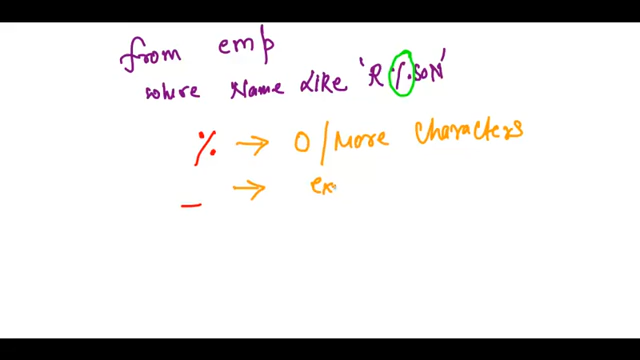 from emp
where Name LIKE 'R%SON'
% → 0/More characters
_ → ex